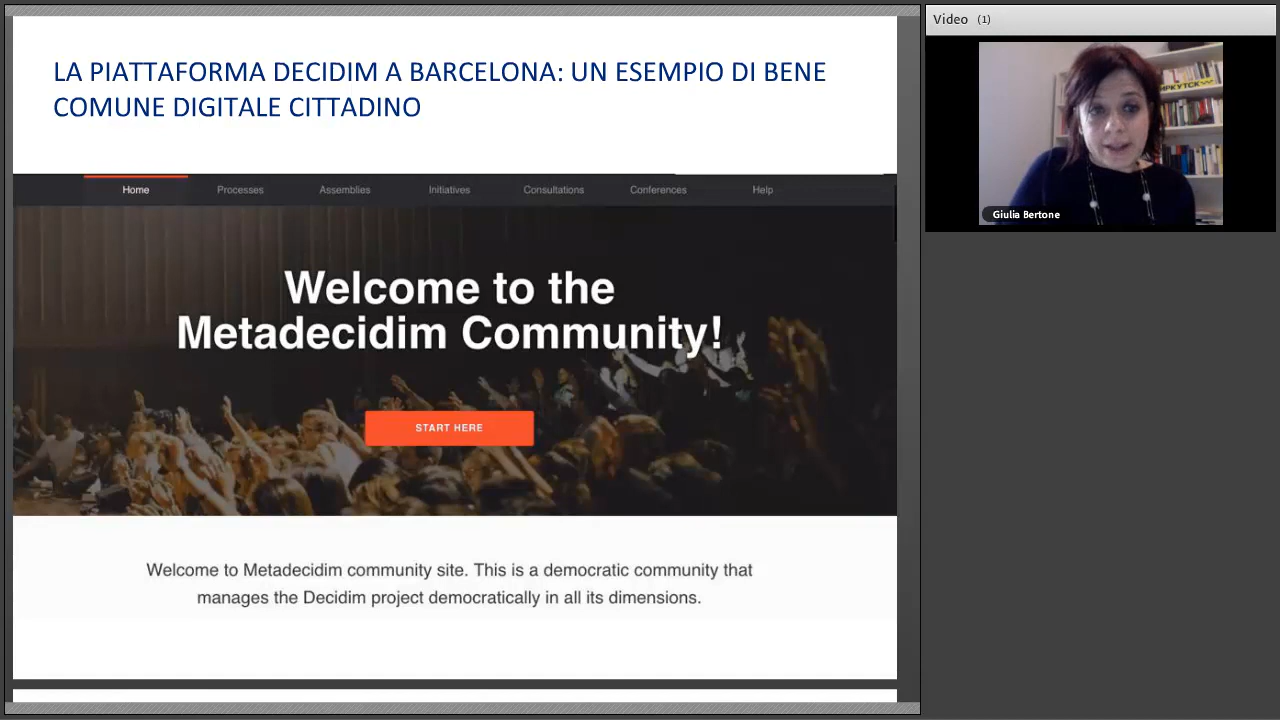 LA PIATTAFORMA DECIDIM A BARCELONA: UN ESEMPIO DI BENE
COMUNE DIGITALE CITTADINO
Home Processes Assemblies Initiatives Consultations Conferences Help
Welcome to the
Metadecidim Community!
START HERE
Welcome to Metadecidim community site. This is a democratic community that
manages the Decidim project democratically in all its dimensions.
Video (1)
Giulia Bertone